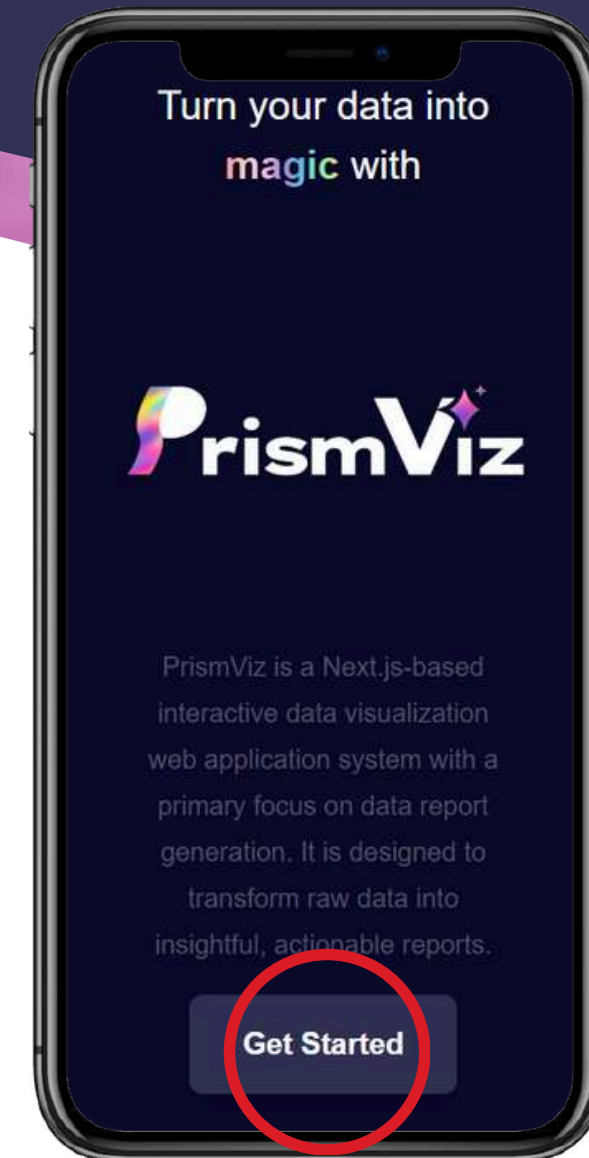 Turn your data into
magic with
PrismViz
PrismViz is a Next.js-based
interactive data visualization
web application system with a
primary focus on data report
generation. It is designed to
transform raw data into
insightful, actionable reports.
Get Started